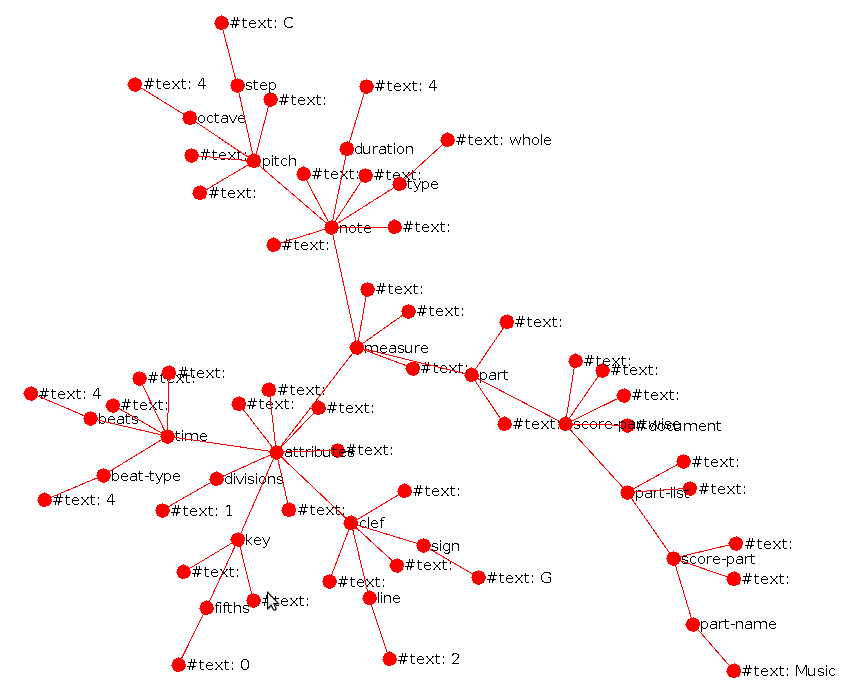 #text: C
#text: 4
step
#text: 4
#text:
octave
#text: whole
duration
#text:
pitch
#text:
#text:
type
#text:
note
#text:
#text:
#text:
#text:
#text:
measure
#text:
#text:
part
#text:
#text:
#text:
#text:
#text: 4
#text:
#text:
#text:
#text:
#text:
beats
#text:
score-partwise
#document
time
attributes
#text:
#text:
part-list
#text:
beat-type
divisions
#text:
#text: 4
#text: 1
#text:
clef
key
sign
#text:
score-part
#text:
#text:
#text:
#text: G
#text:
line
#text:
fifths
part-name
#text: 0
#text: 2
#text: Music